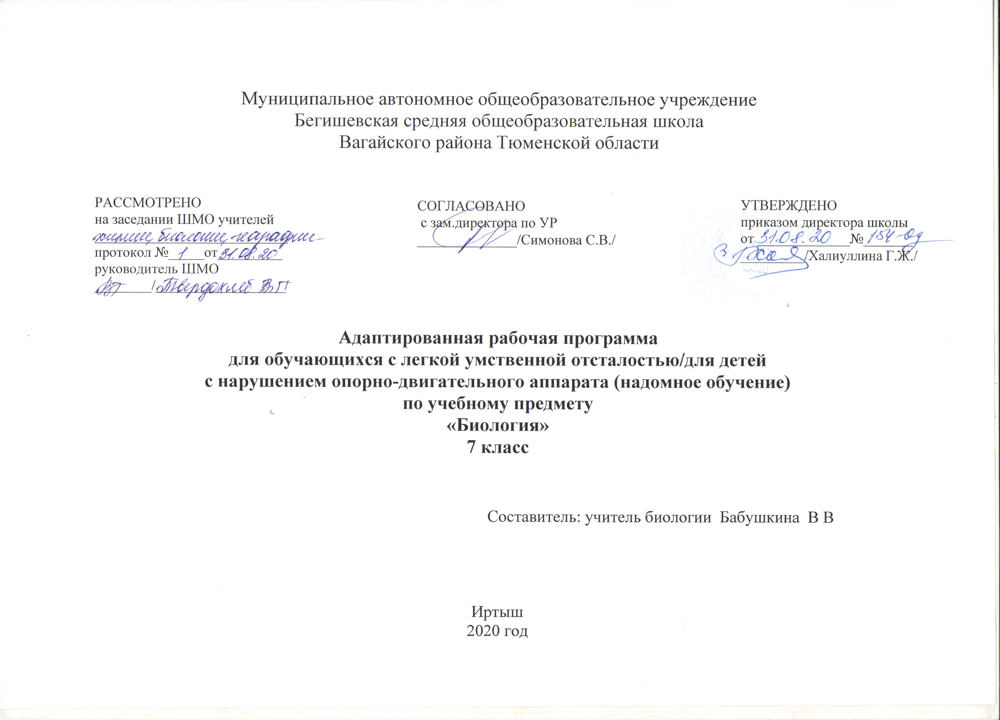 Муниципальное автономное общеобразовательное учреждение
Бегишевская средняя общеобразовательная школа
Вагайского района Тюменской области
РАССМОТРЕНО
на заседании ШМО учителей
химии, биологии, географии
протокол № 1 от 31.08.20
руководитель ШМО
ВТ / Твердохлеб В.Г/
СОГЛАСОВАНО
с зам.директора по УР
/Симонова С.В./
УТВЕРЖДЕНО
приказом директора школы
от 31.08.20 № 154-од
/Халиуллина Г.Ж./
СОШ
Адаптированная рабочая программа
для обучающихся с легкой умственной отсталостью/для детей
с нарушением опорно-двигательного аппарата (надомное обучение)
по учебному предмету
«Биология»
7 класс
Составитель: учитель биологии Бабушкина В В
Иртыш
2020 год